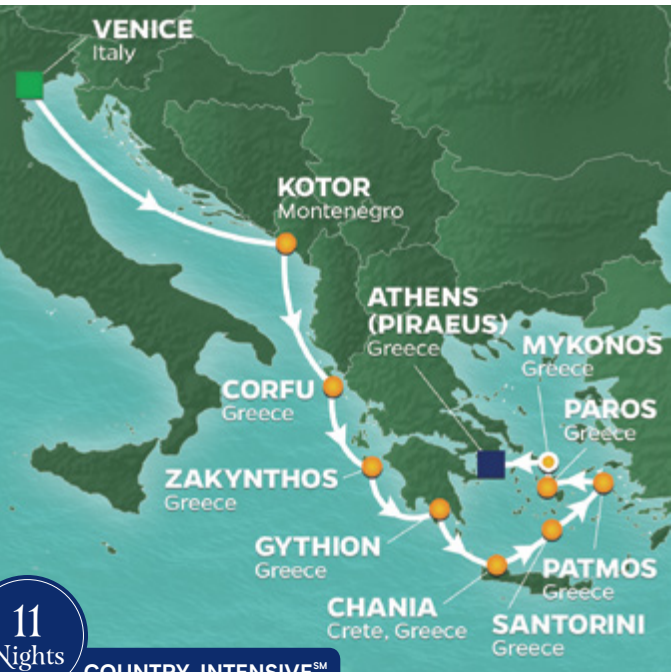 VENICE
Italy
KOTOR
Montenegro
ATHENS
(PIRAEUS)
Greece
MYKONOS
Greece
PAROS
Greece
CORFU
Greece
ZAKYNTHOS
Greece
GYTHION
Greece
PATMOS
Greece
CHANIA
Crete, Greece
SANTORINI
Greece
11
Nights
COUNTRY-INTENSIVE℠